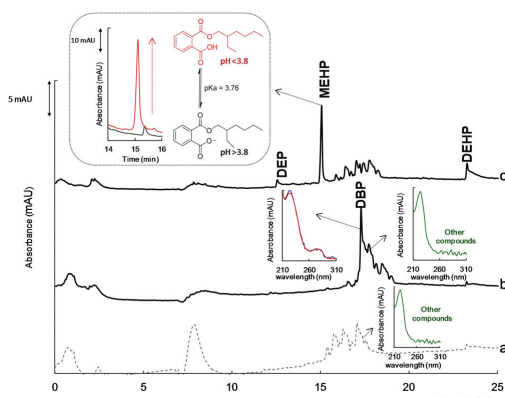 10 mAU
Absorbance (mAU)
14 15 16
Time (min)
O
O
OH
O
pH<3.8
pKa = 3.76
O
O
O⁻
O
pH>3.8
5 mAU
Absorbance (mAU)
DEP
MEHP
DEHP
c
DBP
Absorbance (mAU)
210 260 310
wavelength (nm)
Absorbance (mAU)
Other
compounds
210 260 310
wavelength (nm)
b
Absorbance (mAU)
Other
compounds
210 260 310
wavelength (nm)
a
0 5 10 15 20 25